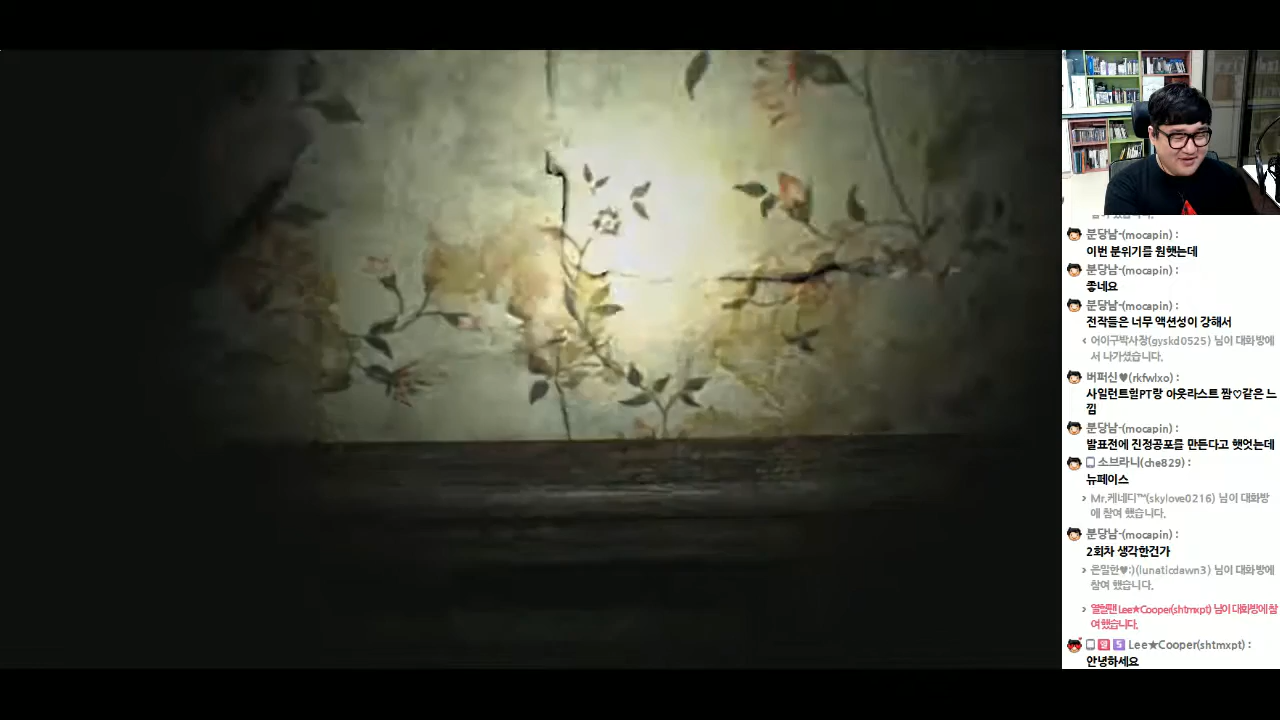 분당남-(mocapin) :
이번 분위기를 원햇는데
분당남-(mocapin) :
좋네요
분당남-(mocapin) :
전작들은 너무 액션성이 강해서
어이구박사장(gyskd0525) 님이 대화방에
서 나가셨습니다.
버퍼신♥(rkfwlxo) :
사일런트힐PT랑 아웃라스트 짬♡같은 느
낌
분당남-(mocapin) :
발표전에 진정공포를 만든다고 햇엇는데
소브라니(che829) :
뉴페이스
Mr.케네디™(skylove0216) 님이 대화방
에 참여 했습니다.
분당남-(mocapin) :
2회차 생각한건가
님이 대화방에
참여 했습니다.
열혈팬 Lee★Cooper(shtmxpt) 님이 대화방에 참
여 했습니다.
열 5 Lee★Cooper(shtmxpt) :
안녕하세요